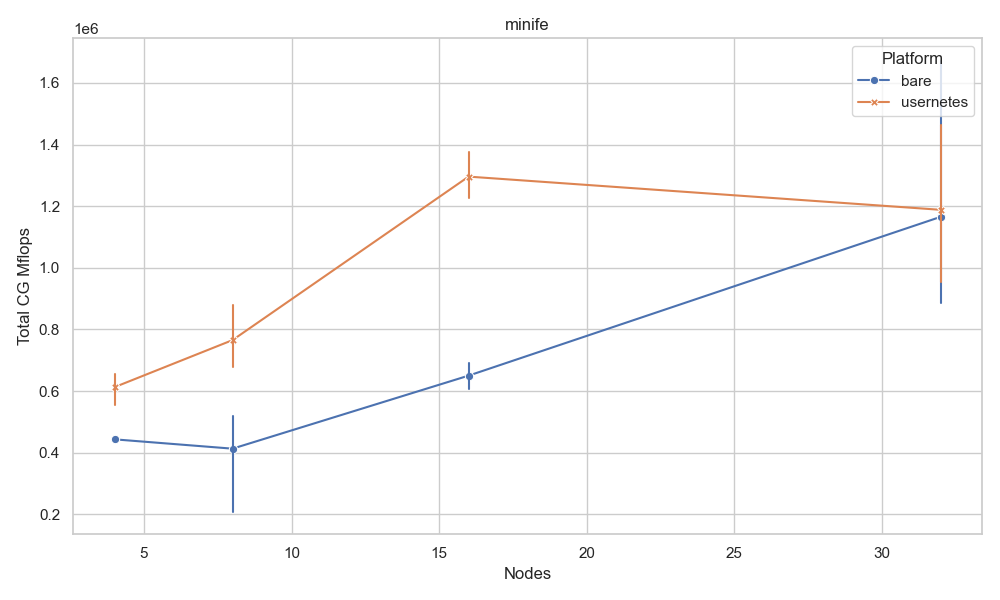 minife
1e6
Platform
bare
usernetes
1.6
1.4
1.2
1.0
0.8
0.6
0.4
0.2
Total CG Mflops
5 10 15 20 25 30
Nodes